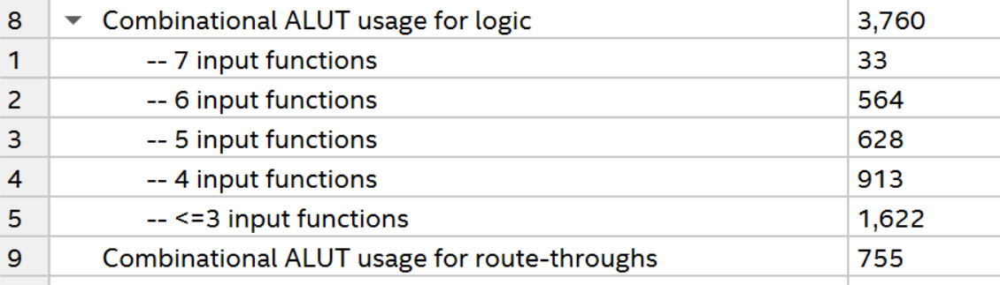 8 Combinational ALUT usage for logic 3,760
1 -- 7 input functions 33
2 -- 6 input functions 564
3 -- 5 input functions 628
4 -- 4 input functions 913
5 -- <=3 input functions 1,622
9 Combinational ALUT usage for route-throughs 755